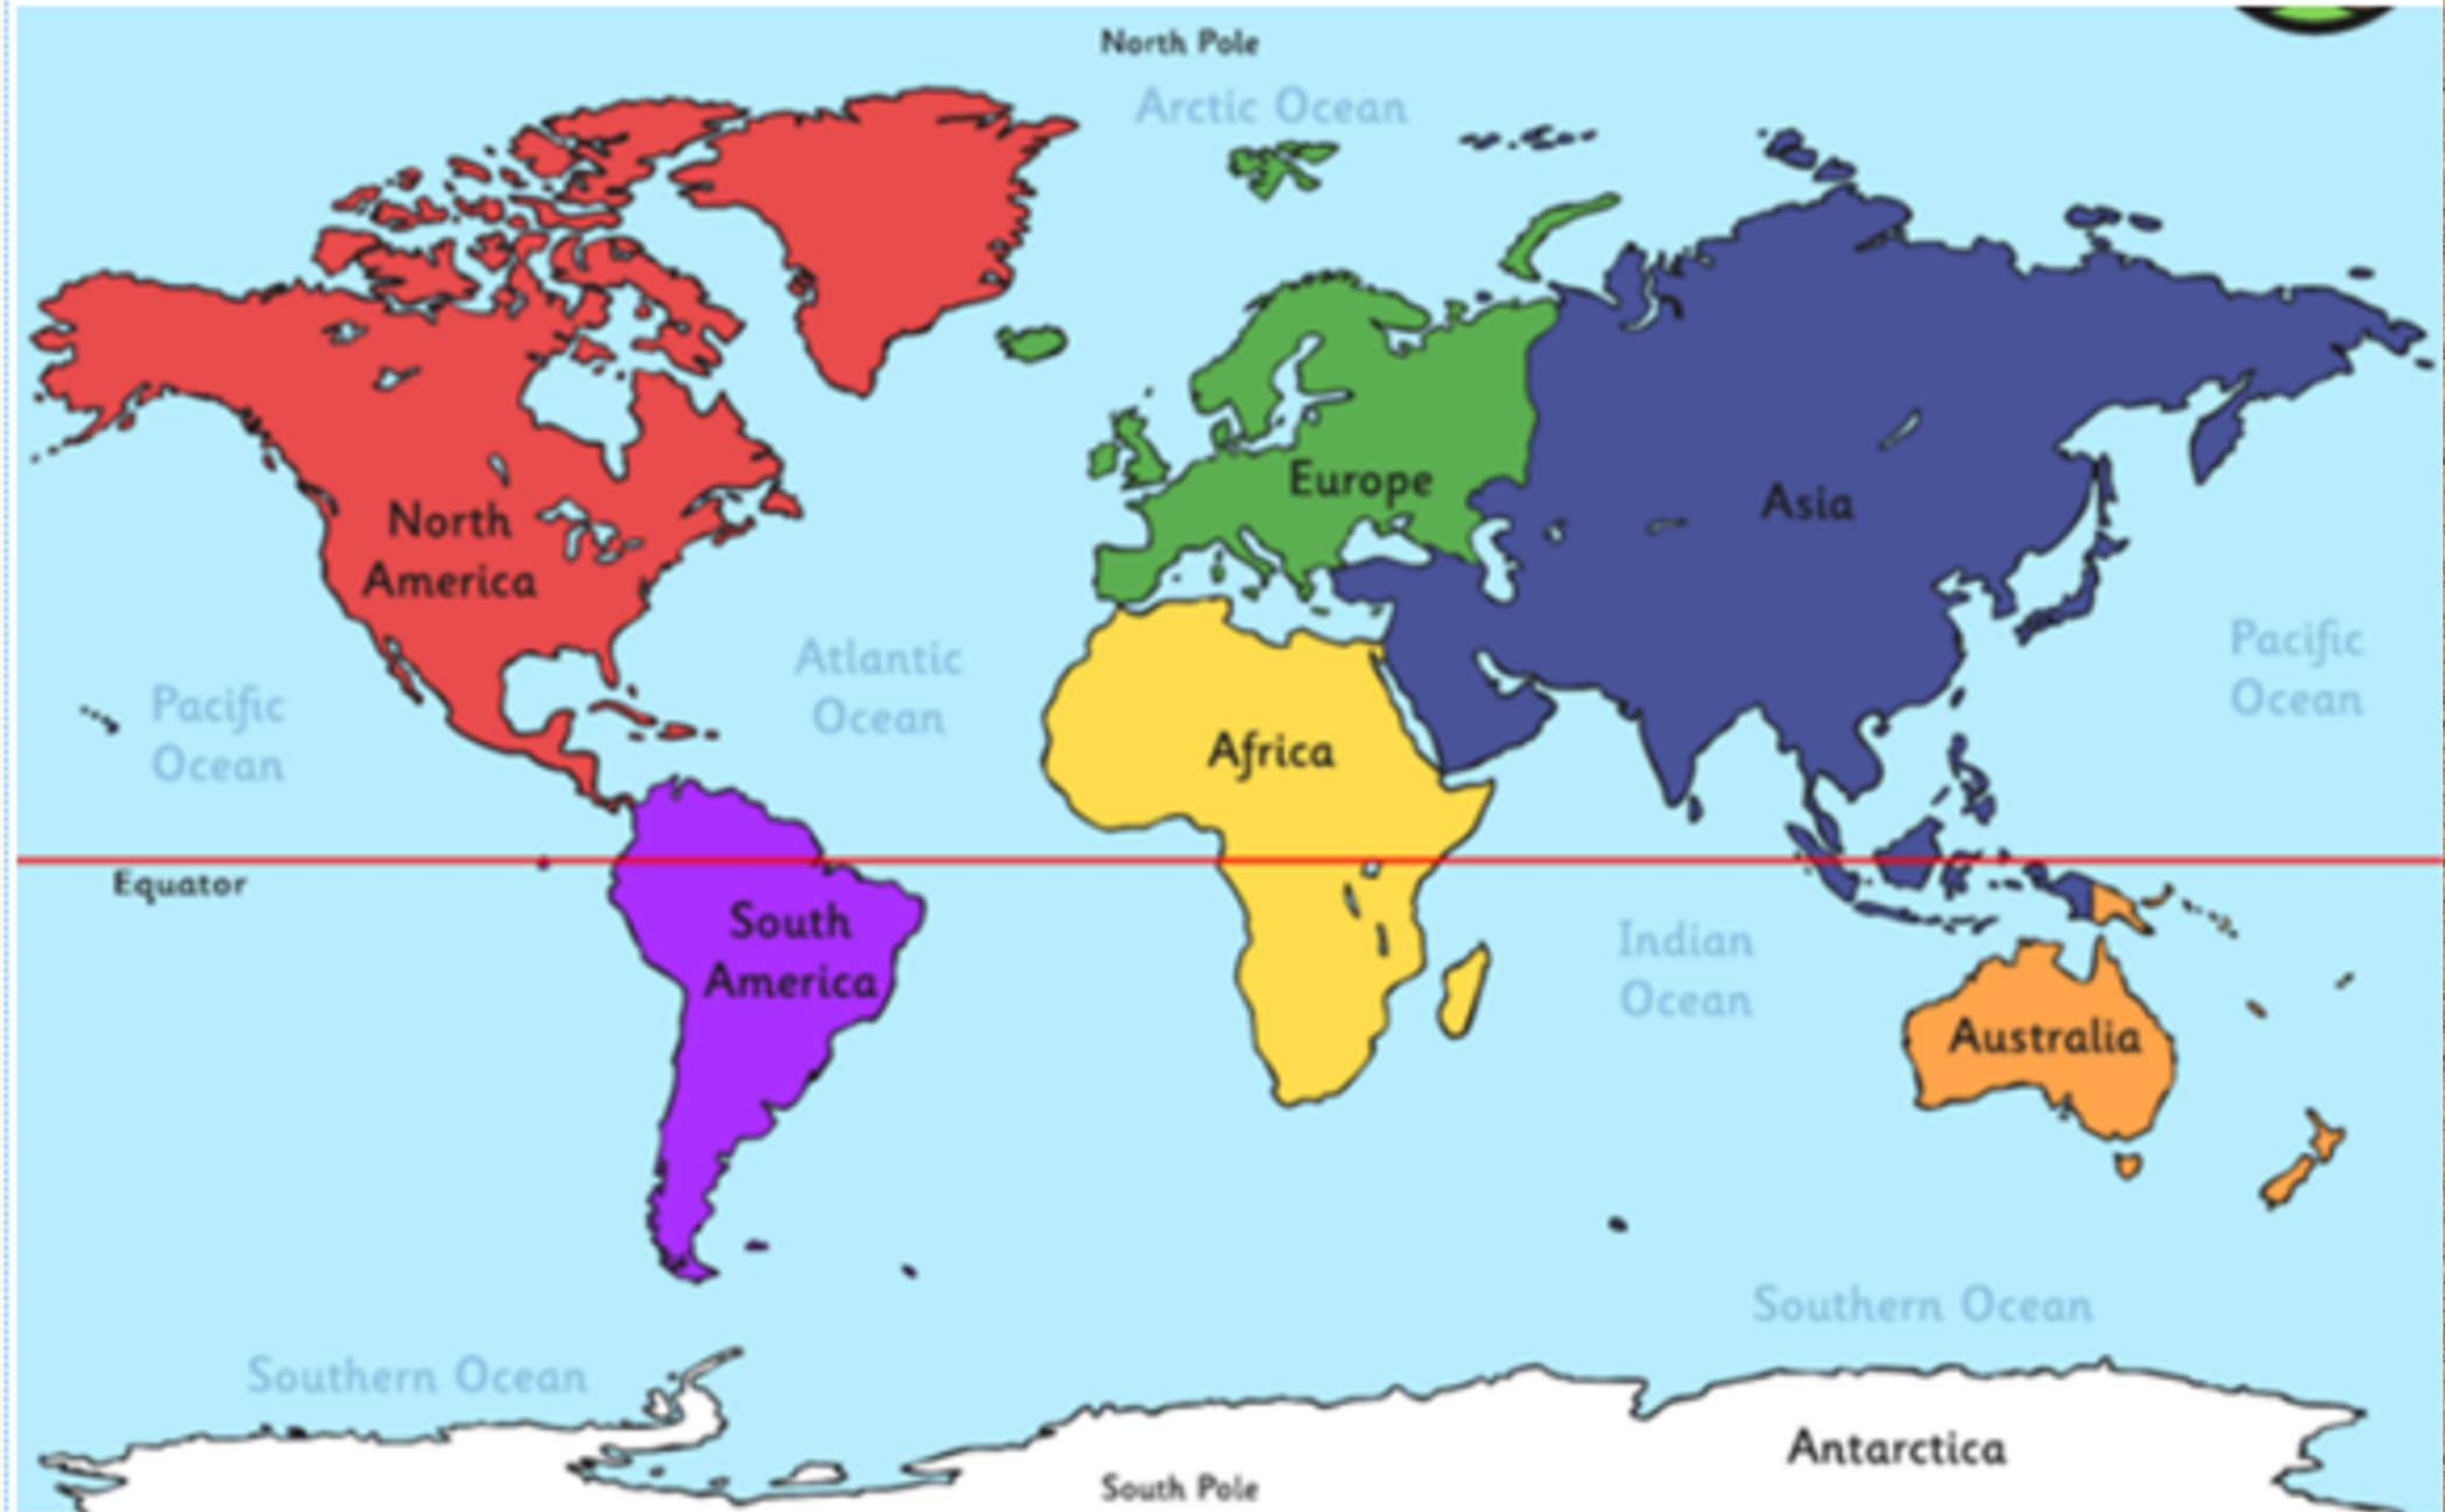 North Pole
Arctic Ocean
North
America
Europe
Asia
Atlantic
Ocean
Pacific
Ocean
Pacific
Ocean
Africa
Equator
South
America
Indian
Ocean
Australia
Southern Ocean
Southern Ocean
Antarctica
South Pole